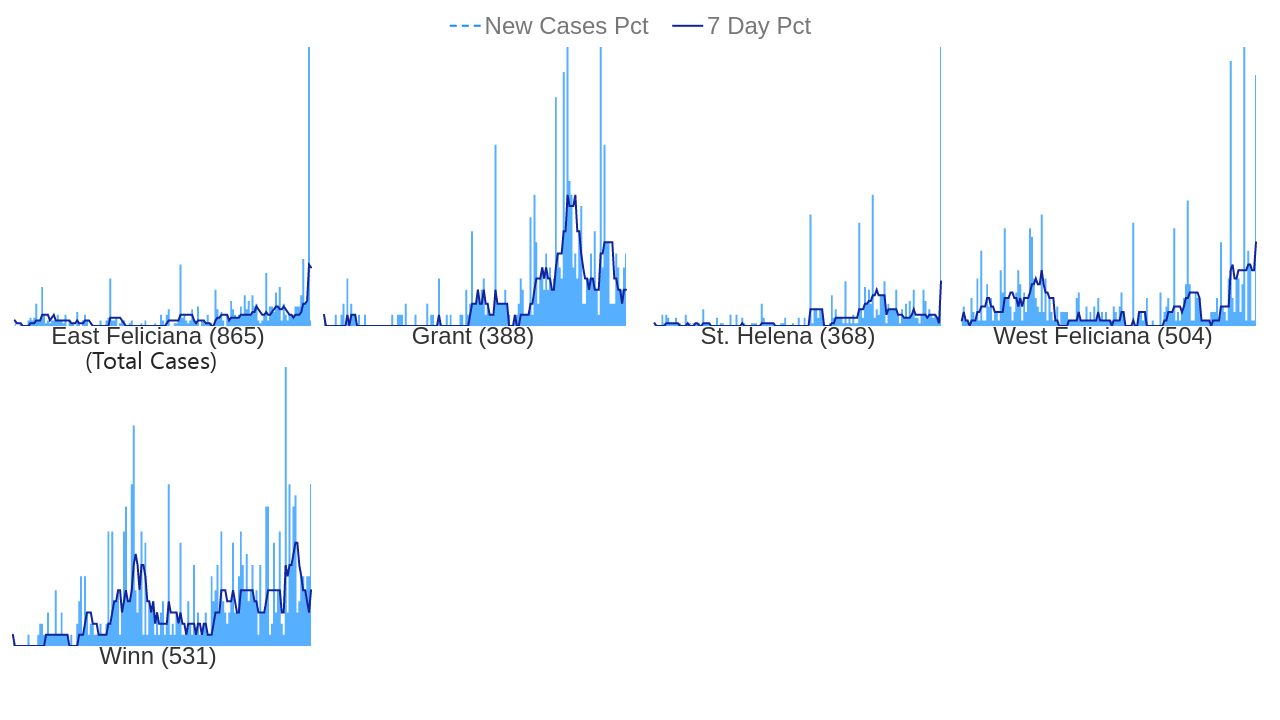 New Cases Pct 7 Day Pct
East Feliciana (865)
(Total Cases)
Grant (388)
St. Helena (368)
West Feliciana (504)
Winn (531)